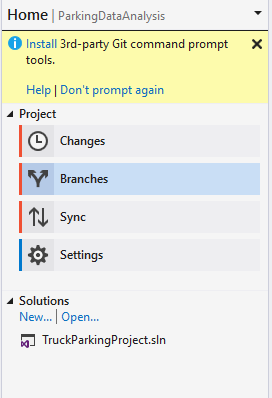 Home | ParkingDataAnalysis
Install 3rd-party Git command prompt
tools.
Help | Don't prompt again
Project
Changes
Branches
Sync
Settings
Solutions
New... | Open...
TruckParkingProject.sln